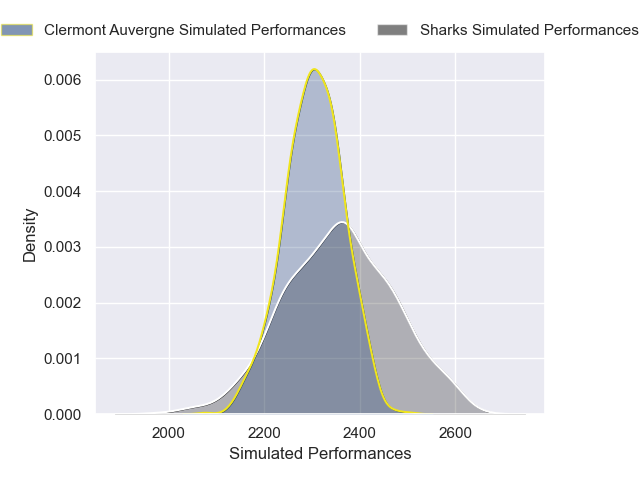 Clermont Auvergne Simulated Performances
Sharks Simulated Performances
0.006
0.005
0.004
0.003
0.002
0.001
0.000
Density
2000
2200
2400
2600
Simulated Performances